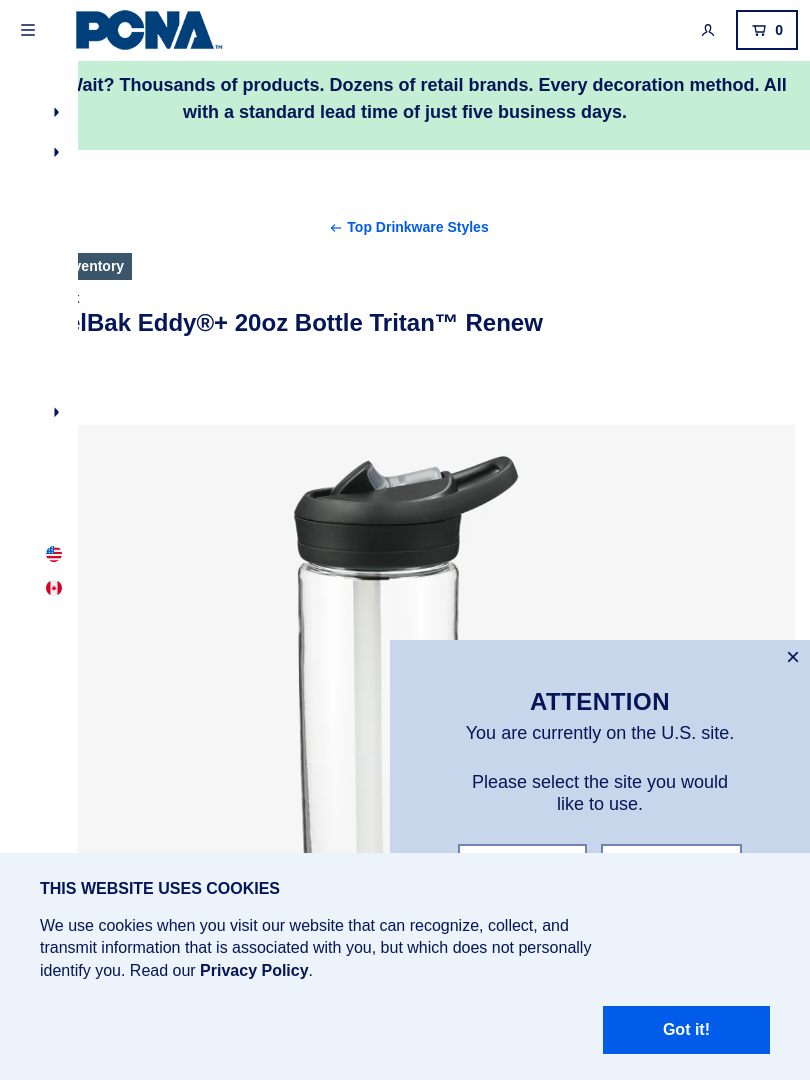 PCNA™
0
Wait? Thousands of products. Dozens of retail brands. Every decoration method. All
with a standard lead time of just five business days.
← Top Drinkware Styles
elBak Eddy®+ 20oz Bottle Tritan™ Renew
×
ATTENTION
You are currently on the U.S. site.
Please select the site you would
like to use.
THIS WEBSITE USES COOKIES
We use cookies when you visit our website that can recognize, collect, and
transmit information that is associated with you, but which does not personally
identify you. Read our Privacy Policy.
Got it!